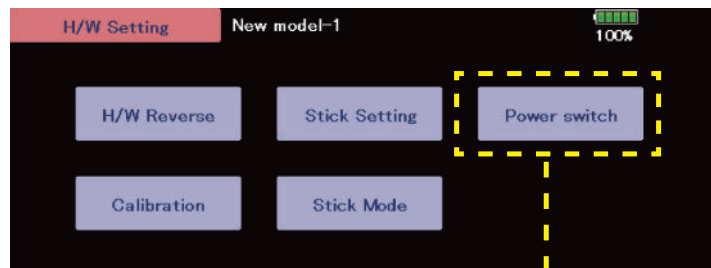 H/W Setting New model-1
100%
H/W Reverse Stick Setting Power switch
Calibration Stick Mode